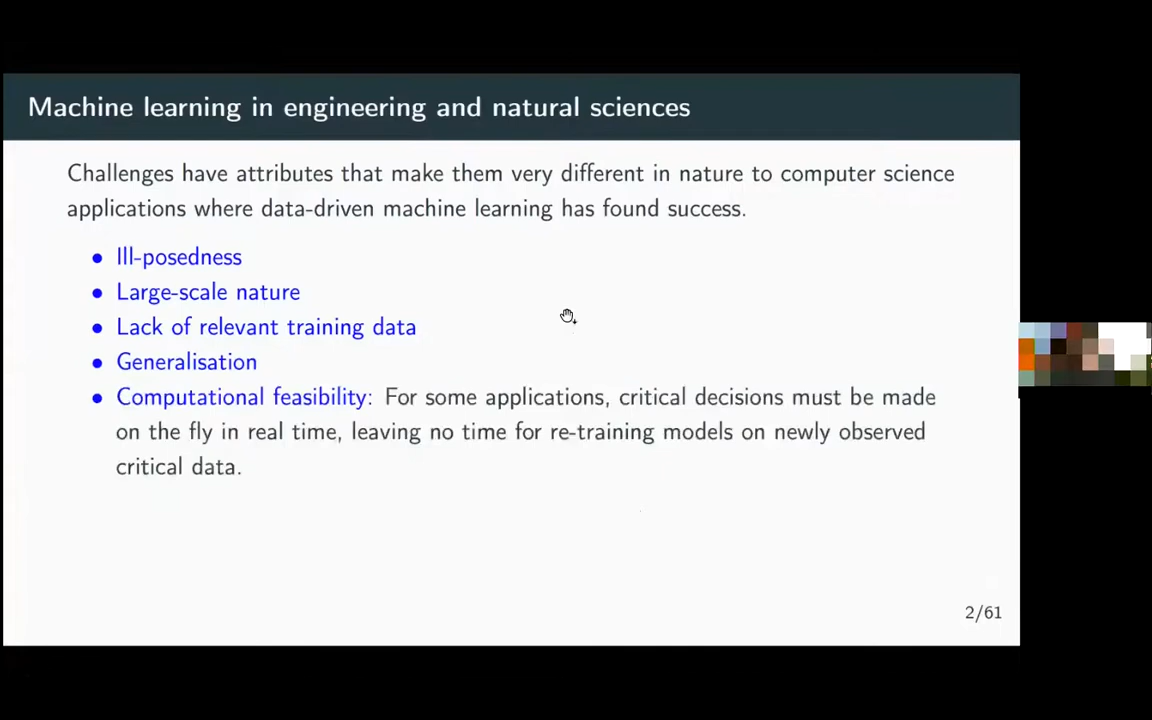 Machine learning in engineering and natural sciences
Challenges have attributes that make them very different in nature to computer science
applications where data-driven machine learning has found success.
• Ill-posedness
• Large-scale nature
• Lack of relevant training data
• Generalisation
• Computational feasibility: For some applications, critical decisions must be made
on the fly in real time, leaving no time for re-training models on newly observed
critical data.
2/61